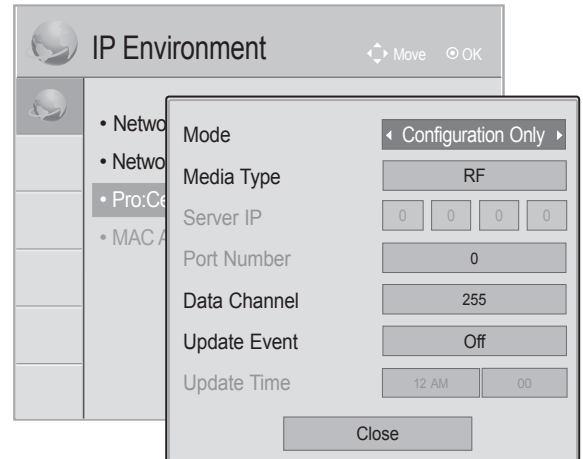 IP Environment
Move OK
• Netwo
• Netwo
• Pro:Ce
• MAC A
Mode Configuration Only
Media Type RF
Server IP 0 0 0 0
Port Number 0
Data Channel 255
Update Event Off
Update Time 12 AM 00
Close